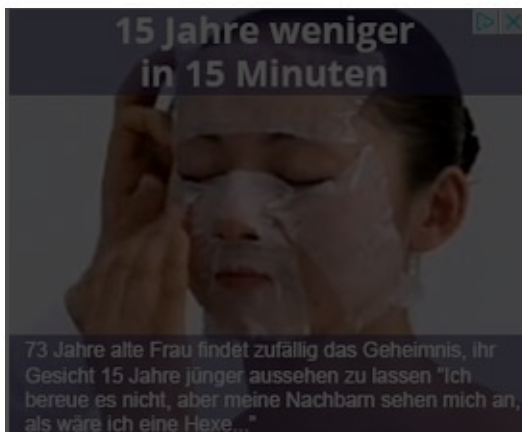 15 Jahre weniger
in 15 Minuten
73 Jahre alte Frau findet zufällig das Geheimnis, ihr
Gesicht 15 Jahre jünger aussehen zu lassen "Ich
bereue es nicht, aber meine Nachbarn sehen mich an,
als wäre ich eine Hexe..."